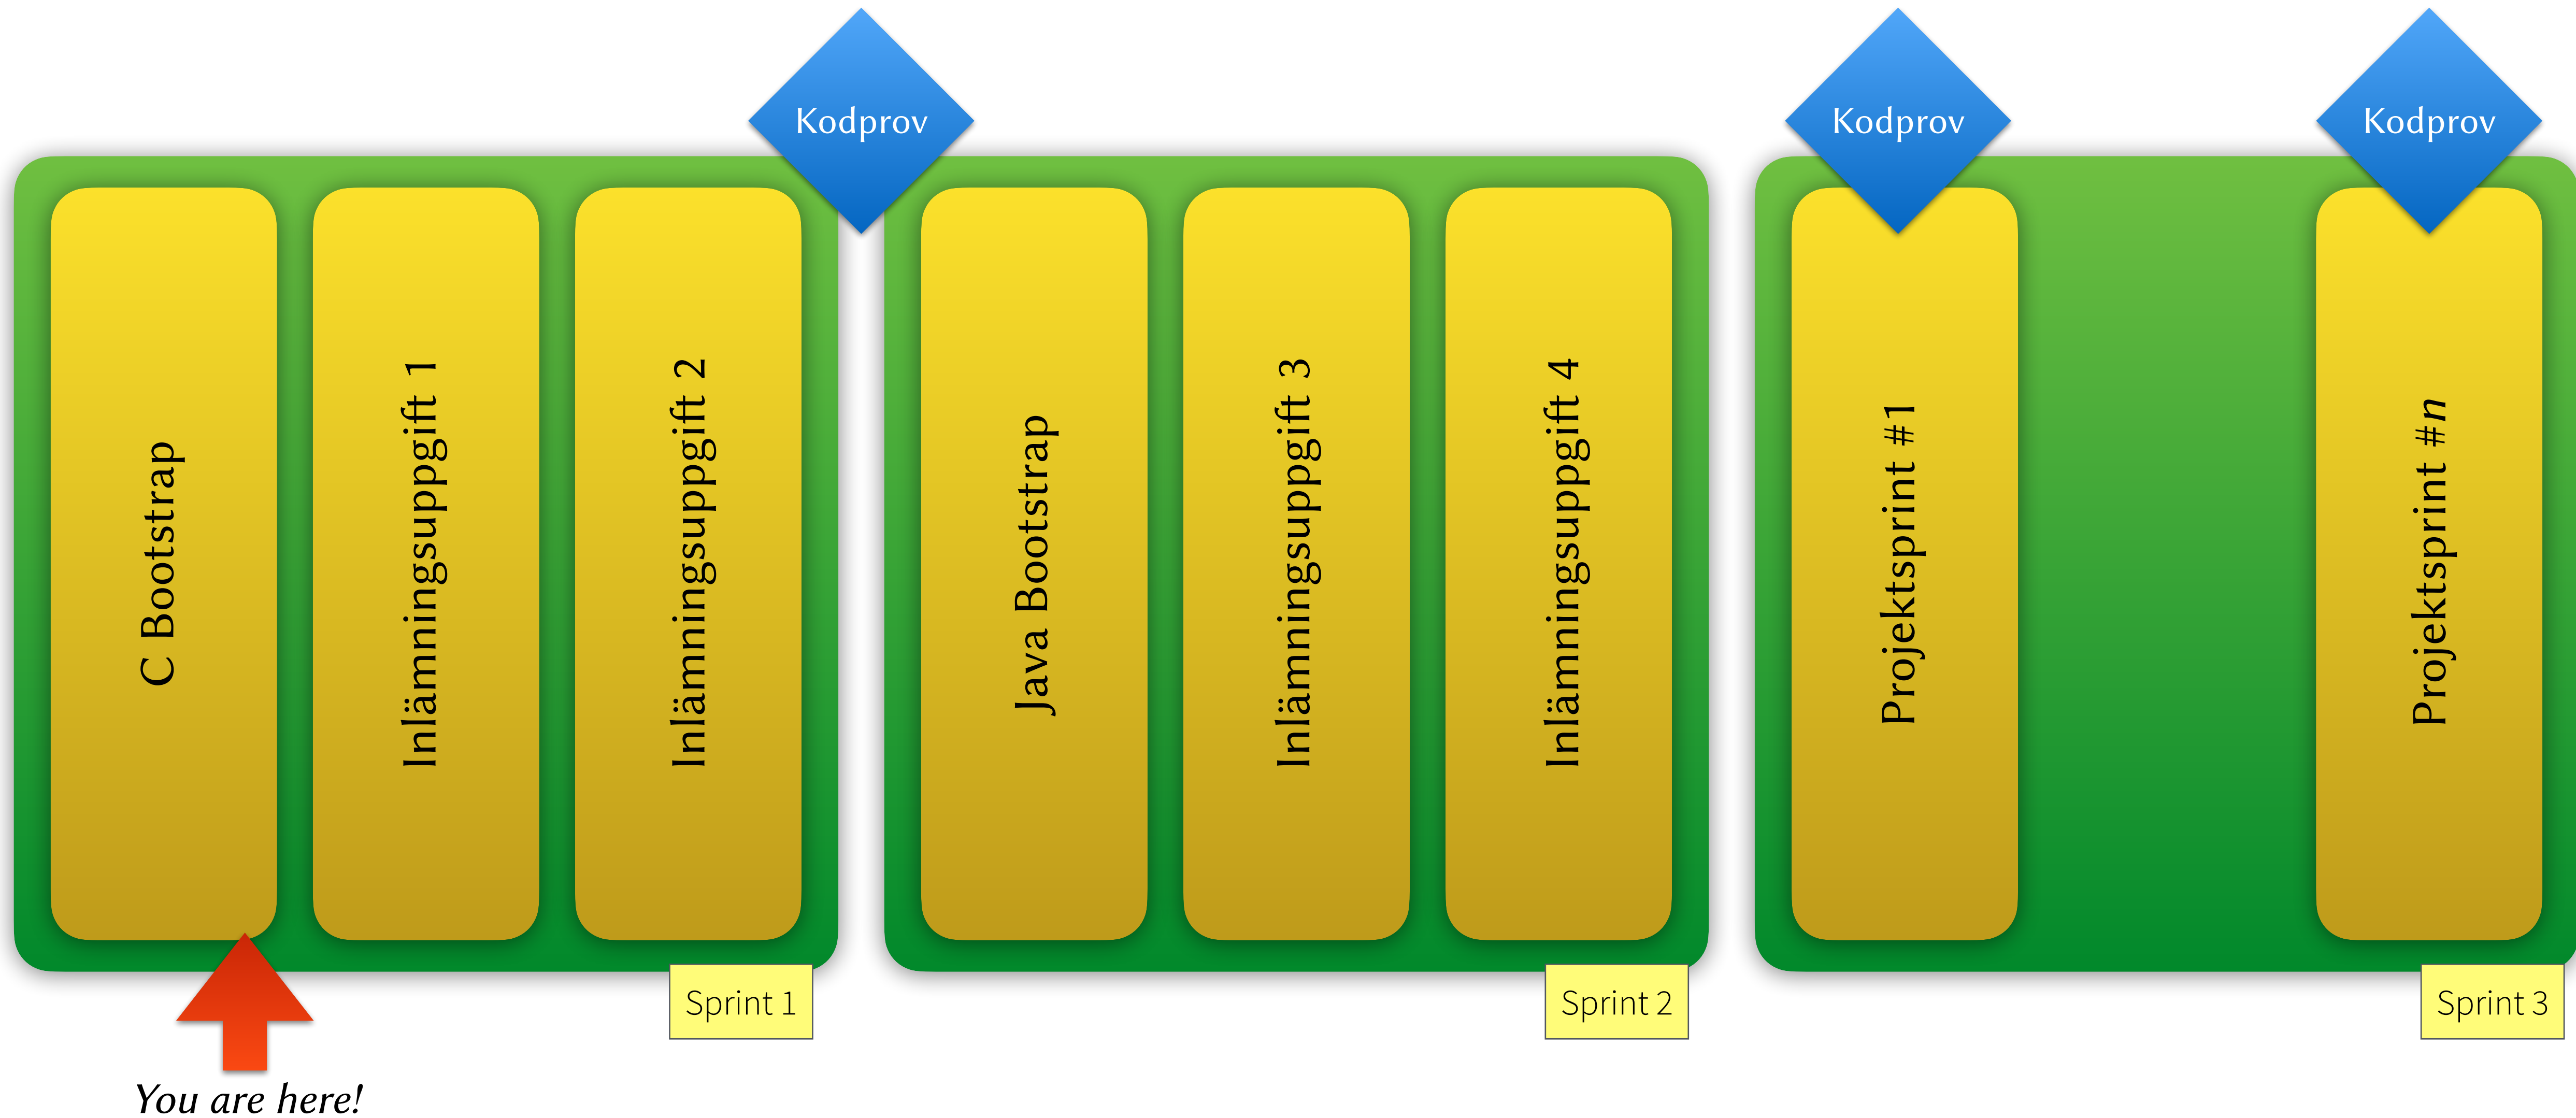 Kodprov
Kodprov
Kodprov
C Bootstrap
Inlämningsuppgift 1
Inlämningsuppgift 2
Java Bootstrap
Inlämningsuppgift 3
Inlämningsuppgift 4
Projektsprint #1
Projektsprint #n
Sprint 1
Sprint 2
Sprint 3
You are here!